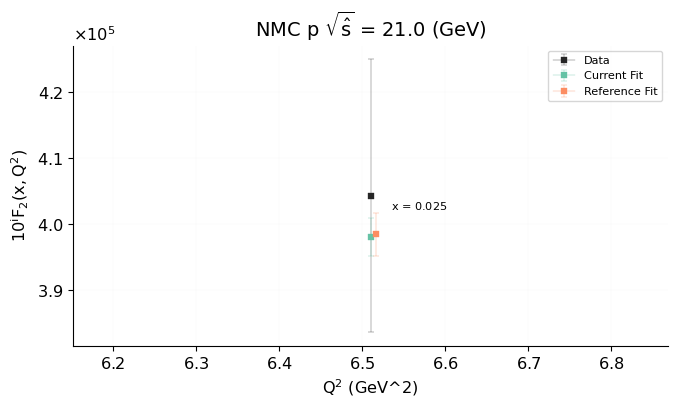 NMC p √ŝ = 21.0 (GeV)
×10⁵
Data
Current Fit
Reference Fit
4.2
4.1
4.0
3.9
x = 0.025
10ⁱF₂(x, Q²)
6.2 6.3 6.4 6.5 6.6 6.7 6.8
Q² (GeV^2)